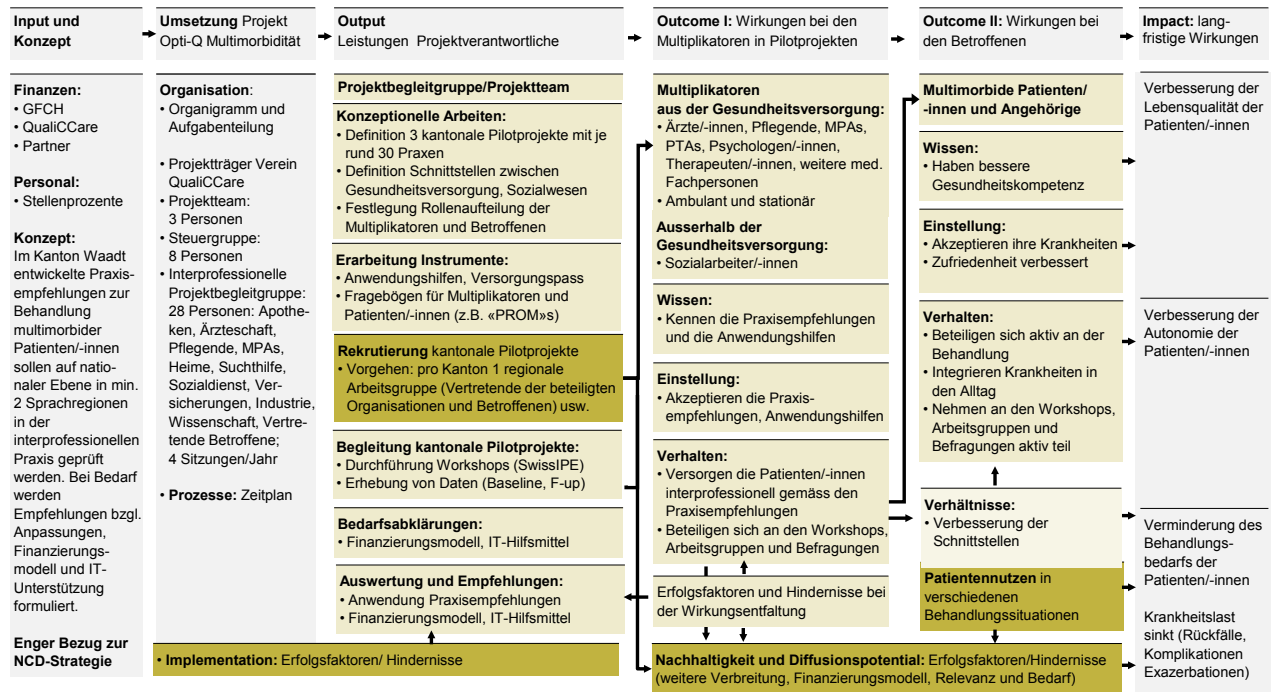 Input und
Konzept
Umsetzung Projekt
Opti-Q Multimorbidität
Output
Leistungen Projektverantwortliche
Outcome I: Wirkungen bei den
Multiplikatoren in Pilotprojekten
Outcome II: Wirkungen bei
den Betroffenen
Impact: lang-
fristige Wirkungen
Finanzen:
• GFCH
• QualiCCare
• Partner
Personal:
• Stellenprozente
Konzept:
Im Kanton Waadt
entwickelte Praxis-
empfehlungen zur
Behandlung
multimorbider
Patienten/-innen
sollen auf natio-
naler Ebene in min.
2 Sprachregionen
in der
interprofessionellen
Praxis geprüft
werden. Bei Bedarf
werden
Empfehlungen bzgl.
Anpassungen,
Finanzierungs-
modell und IT-
Unterstützung
formuliert.
Enger Bezug zur
NCD-Strategie
Organisation:
• Organigramm und
Aufgabenteilung
• Projektträger Verein
QualiCCare
• Projektteam:
3 Personen
• Steuergruppe:
8 Personen
• Interprofessionelle
Projektbegleitgruppe:
28 Personen: Apothe-
ken, Ärzteschaft,
Pflegende, MPAs,
Heime, Suchthilfe,
Sozialdienst, Ver-
sicherungen, Industrie,
Wissenschaft, Vertre-
tende Betroffene;
4 Sitzungen/Jahr
• Prozesse: Zeitplan
Projektbegleitgruppe/Projektteam
Konzeptionelle Arbeiten:
• Definition 3 kantonale Pilotprojekte mit je
rund 30 Praxen
• Definition Schnittstellen zwischen
Gesundheitsversorgung, Sozialwesen
• Festlegung Rollenaufteilung der
Multiplikatoren und Betroffenen
Erarbeitung Instrumente:
• Anwendungshilfen, Versorgungspass
• Fragebögen für Multiplikatoren und
Patienten/-innen (z.B. «PROM»s)
Rekrutierung kantonale Pilotprojekte
• Vorgehen: pro Kanton 1 regionale
Arbeitsgruppe (Vertretende der beteiligten
Organisationen und Betroffenen) usw.
Begleitung kantonale Pilotprojekte:
• Durchführung Workshops (SwissIPE)
• Erhebung von Daten (Baseline, F-up)
Bedarfsabklärungen:
• Finanzierungsmodell, IT-Hilfsmittel
Auswertung und Empfehlungen:
• Anwendung Praxisempfehlungen
• Finanzierungsmodell, IT-Hilfsmittel
• Implementation: Erfolgsfaktoren/ Hindernisse
Multiplikatoren
aus der Gesundheitsversorgung:
• Ärzte/-innen, Pflegende, MPAs,
PTAs, Psychologen/-innen,
Therapeuten/-innen, weitere med.
Fachpersonen
• Ambulant und stationär
Ausserhalb der
Gesundheitsversorgung:
• Sozialarbeiter/-innen
Wissen:
• Kennen die Praxisempfehlungen
und die Anwendungshilfen
Einstellung:
• Akzeptieren die Praxis-
empfehlungen, Anwendungshilfen
Verhalten:
• Versorgen die Patienten/-innen
interprofessionell gemäss den
Praxisempfehlungen
• Beteiligen sich an den Workshops,
Arbeitsgruppen und Befragungen
Erfolgsfaktoren und Hindernisse bei
der Wirkungsentfaltung
Nachhaltigkeit und Diffusionspotential: Erfolgsfaktoren/Hindernisse
(weitere Verbreitung, Finanzierungsmodell, Relevanz und Bedarf)
Multimorbide Patienten/
-innen und Angehörige
Wissen:
• Haben bessere
Gesundheitskompetenz
Einstellung:
• Akzeptieren ihre Krankheiten
• Zufriedenheit verbessert
Verhalten:
• Beteiligen sich aktiv an der
Behandlung
• Integrieren Krankheiten in
den Alltag
• Nehmen an den Workshops,
Arbeitsgruppen und
Befragungen aktiv teil
Verhältnisse:
• Verbesserung der
Schnittstellen
Patientennutzen in
verschiedenen
Behandlungssituationen
Verbesserung der
Lebensqualität der
Patienten/-innen
Verbesserung der
Autonomie der
Patienten/-innen
Verminderung des
Behandlungs-
bedarfs der
Patienten/-innen
Krankheitslast
sinkt (Rückfälle,
Komplikationen
Exazerbationen)